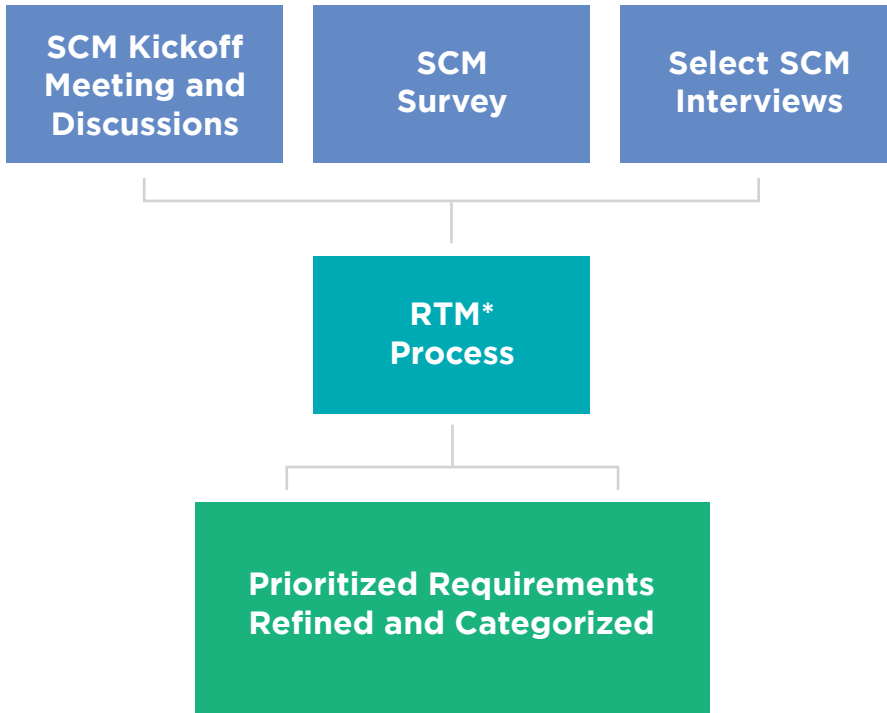 SCM Kickoff
Meeting and
Discussions
SCM
Survey
Select SCM
Interviews
RTM*
Process
Prioritized Requirements
Refined and Categorized